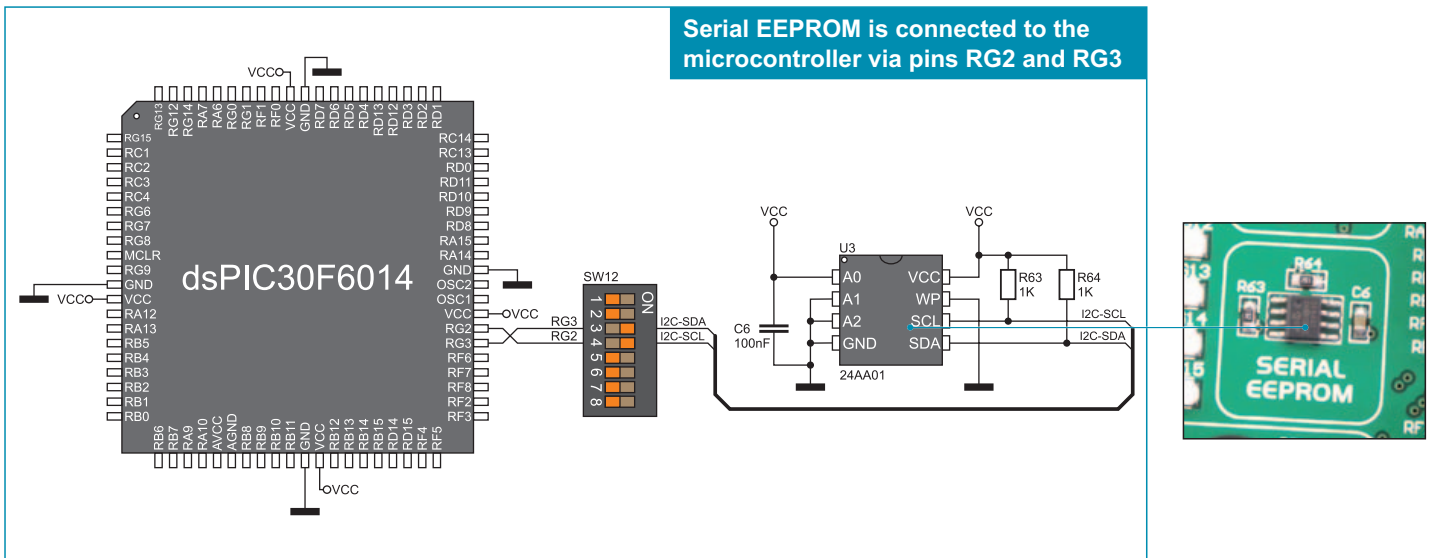 Serial EEPROM is connected to the
microcontroller via pins RG2 and RG3
VCC
RG13
RG12
RG14
RA7
RA6
RG0
RG1
RF1
RF0
VCC
GND
RD7
RD6
RD5
RD4
RD13
RD12
RD3
RD2
RD1
RG15
RC1
RC2
RC3
RC4
RG6
RG7
RG8
MCLR
RG9
GND
VCC
VCC
RA12
RA13
RB5
RB4
RB3
RB2
RB1
RB0
dsPIC30F6014
RC14
RC13
RD0
RD11
RD10
RD9
RD8
RA15
RA14
GND
OSC2
OSC1
VCC
VCC
RG2
RG3
RF6
RF7
RF8
RF2
RF3
RB6
RB7
RA9
RA10
AVCC
AGND
RB8
RB9
RB10
RB11
GND
VCC
RB12
RB13
RB14
RB15
RD14
RD15
RF4
RF5
VCC
RG3
RG2
SW12
ON
1
2
3
4
5
6
7
8
I2C-SDA
I2C-SCL
VCC
C6
100nF
U3
A0
A1
A2
GND
VCC
WP
SCL
SDA
24AA01
VCC
R63
1K
R64
1K
I2C-SCL
I2C-SDA
R64
R63
C6
SERIAL
EEPROM